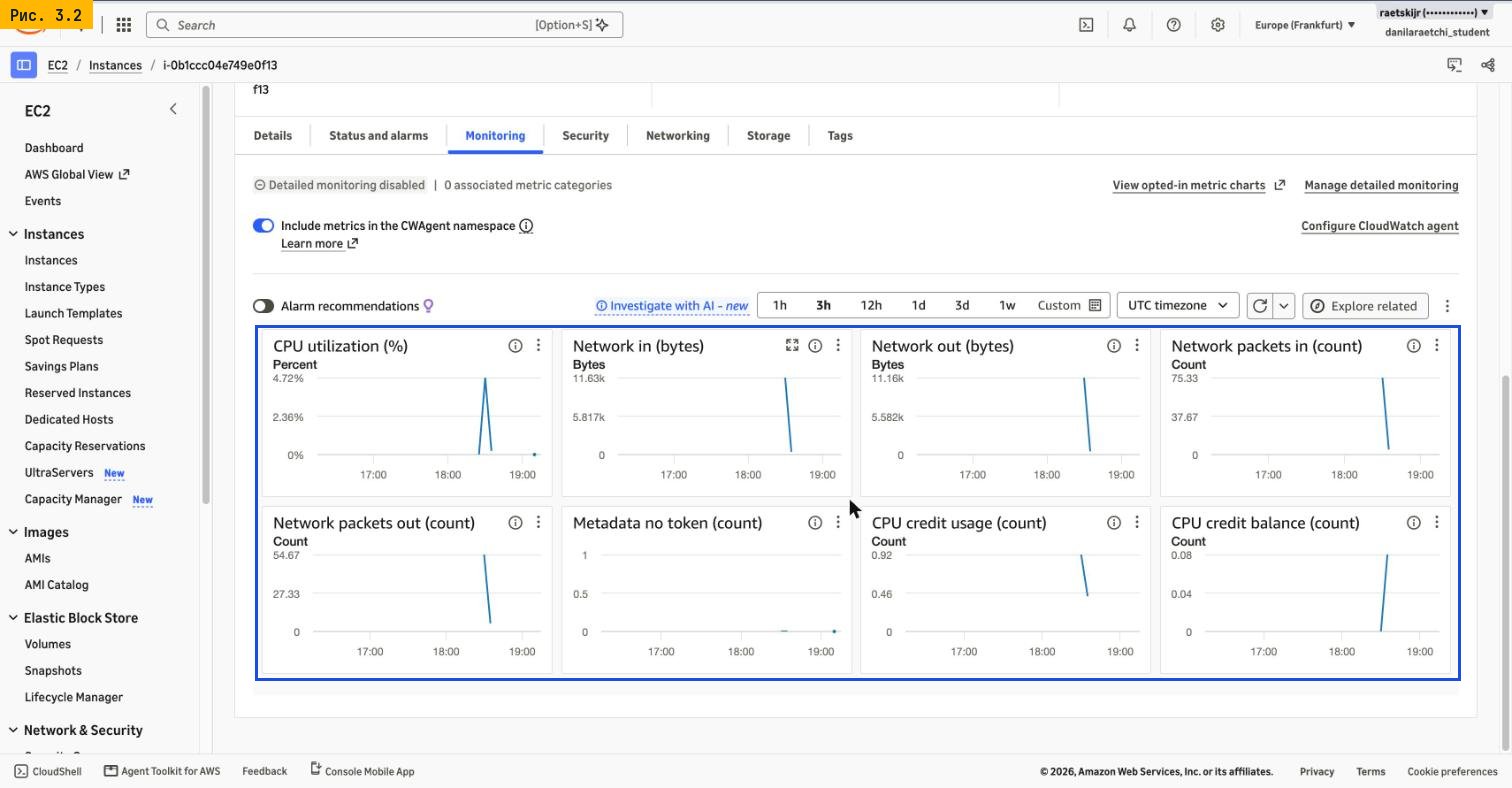 Рис. 3.2
Search
[Option+S]
Europe (Frankfurt)
raetskijr (••••••••••••)
danilaraetchi_student
EC2 / Instances / i-0b1ccc04e749e0f13
f13
EC2
Dashboard
AWS Global View
Events
Instances
Instances
Instance Types
Launch Templates
Spot Requests
Savings Plans
Reserved Instances
Dedicated Hosts
Capacity Reservations
UltraServers New
Capacity Manager New
Images
AMIs
AMI Catalog
Elastic Block Store
Volumes
Snapshots
Lifecycle Manager
Network & Security
Details
Status and alarms
Monitoring
Security
Networking
Storage
Tags
Detailed monitoring disabled | 0 associated metric categories
View opted-in metric charts
Manage detailed monitoring
Include metrics in the CWAgent namespace
Learn more
Configure CloudWatch agent
Alarm recommendations
Investigate with AI - new
1h 3h 12h 1d 3d 1w Custom
UTC timezone
Explore related
CPU utilization (%)
Percent
4.72%
2.36%
0%
17:00 18:00 19:00
Network in (bytes)
Bytes
11.63k
5.817k
0
17:00 18:00 19:00
Network out (bytes)
Bytes
11.16k
5.582k
0
17:00 18:00 19:00
Network packets in (count)
Count
75.33
37.67
0
17:00 18:00 19:00
Network packets out (count)
Count
54.67
27.33
0
17:00 18:00 19:00
Metadata no token (count)
1
0.5
0
17:00 18:00 19:00
CPU credit usage (count)
Count
0.92
0.46
0
17:00 18:00 19:00
CPU credit balance (count)
Count
0.08
0.04
0
17:00 18:00 19:00
CloudShell
Agent Toolkit for AWS
Feedback
Console Mobile App
© 2026, Amazon Web Services, Inc. or its affiliates.
Privacy
Terms
Cookie preferences